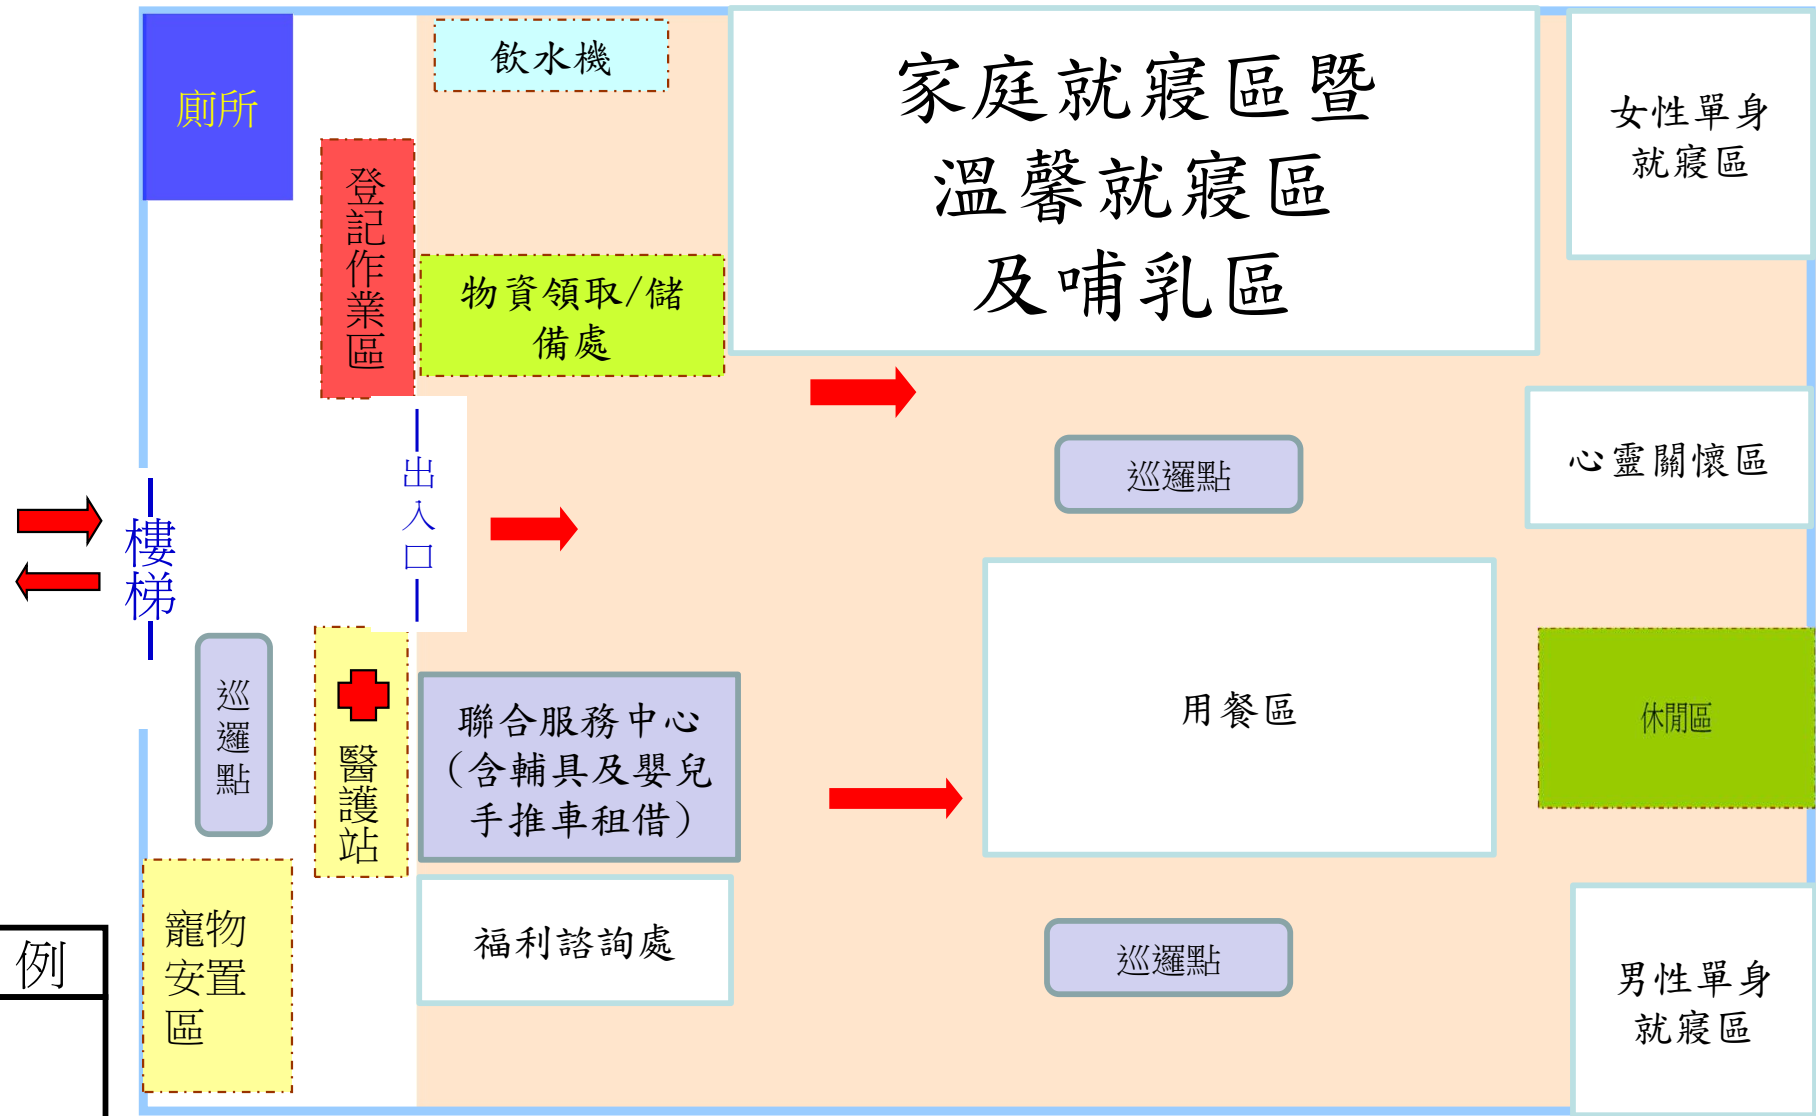 廁所
飲水機
家庭就寢區暨
溫馨就寢區
及哺乳區
女性單身
就寢區
登記作業區
物資領取/儲
備處
出入口
巡邏點
心靈關懷區
樓梯
巡邏點
醫護站
聯合服務中心
(含輔具及嬰兒
手推車租借)
用餐區
休閒區
寵物
安置
區
福利諮詢處
巡邏點
男性單身
就寢區
例